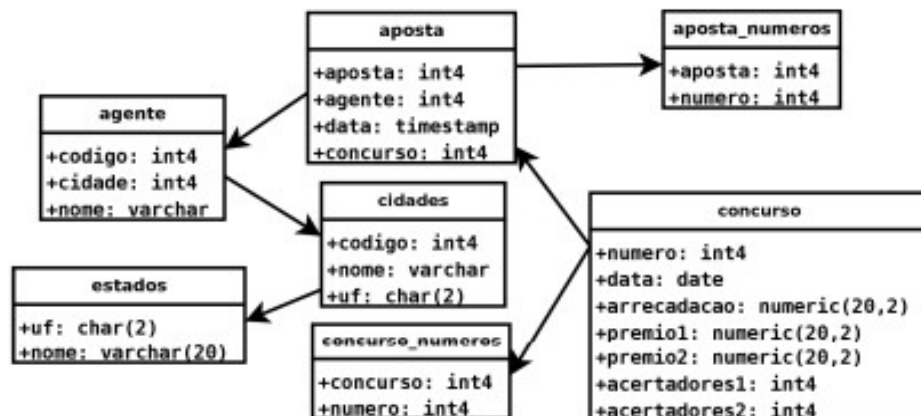 aposta
+aposta: int4
+agente: int4
+data: timestamp
+concurso: int4
aposta_numeros
+aposta: int4
+numero: int4
agente
+codigo: int4
+cidade: int4
+nome: varchar
cidades
+codigo: int4
+nome: varchar
+uf: char(2)
concurso
+numero: int4
+data: date
+arrecadacao: numeric(20,2)
+premio1: numeric(20,2)
+premio2: numeric(20,2)
+acertadores1: int4
+acertadores2: int4
estados
+uf: char(2)
+nome: varchar(20)
concurso_numeros
+concurso: int4
+numero: int4